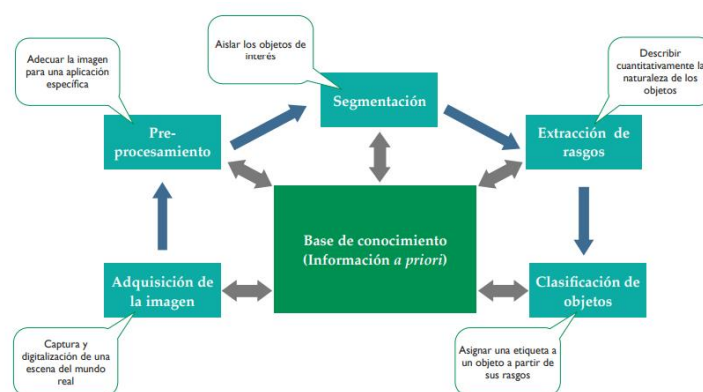 Adecuar la imagen
para una aplicación
específica
Aislar los objetos de
interés
Describir
cuantitativamente la
naturaleza de los
objetos
Segmentación
Pre-
procesamiento
Extracción de
rasgos
Base de conocimiento
(Información a priori)
Adquisición de
la imagen
Clasificación de
objetos
Captura y
digitalización de una
escena del mundo
real
Asignar una etiqueta a
un objeto a partir de
sus rasgos